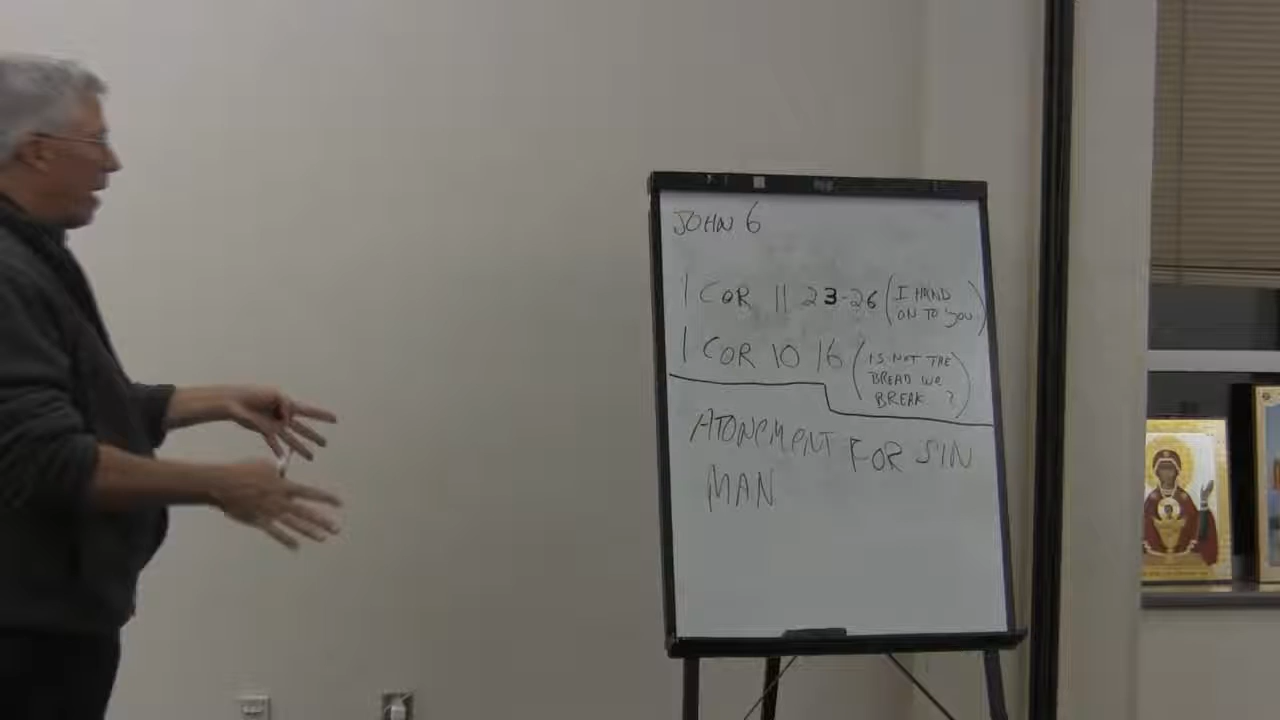 JOHN 6
1 COR 11 23-26 (I HAND
ON TO YOU)
1 COR 10 16 (IS NOT THE
BREAD WE
BREAK ?)
ATONEMENT FOR SIN
MAN